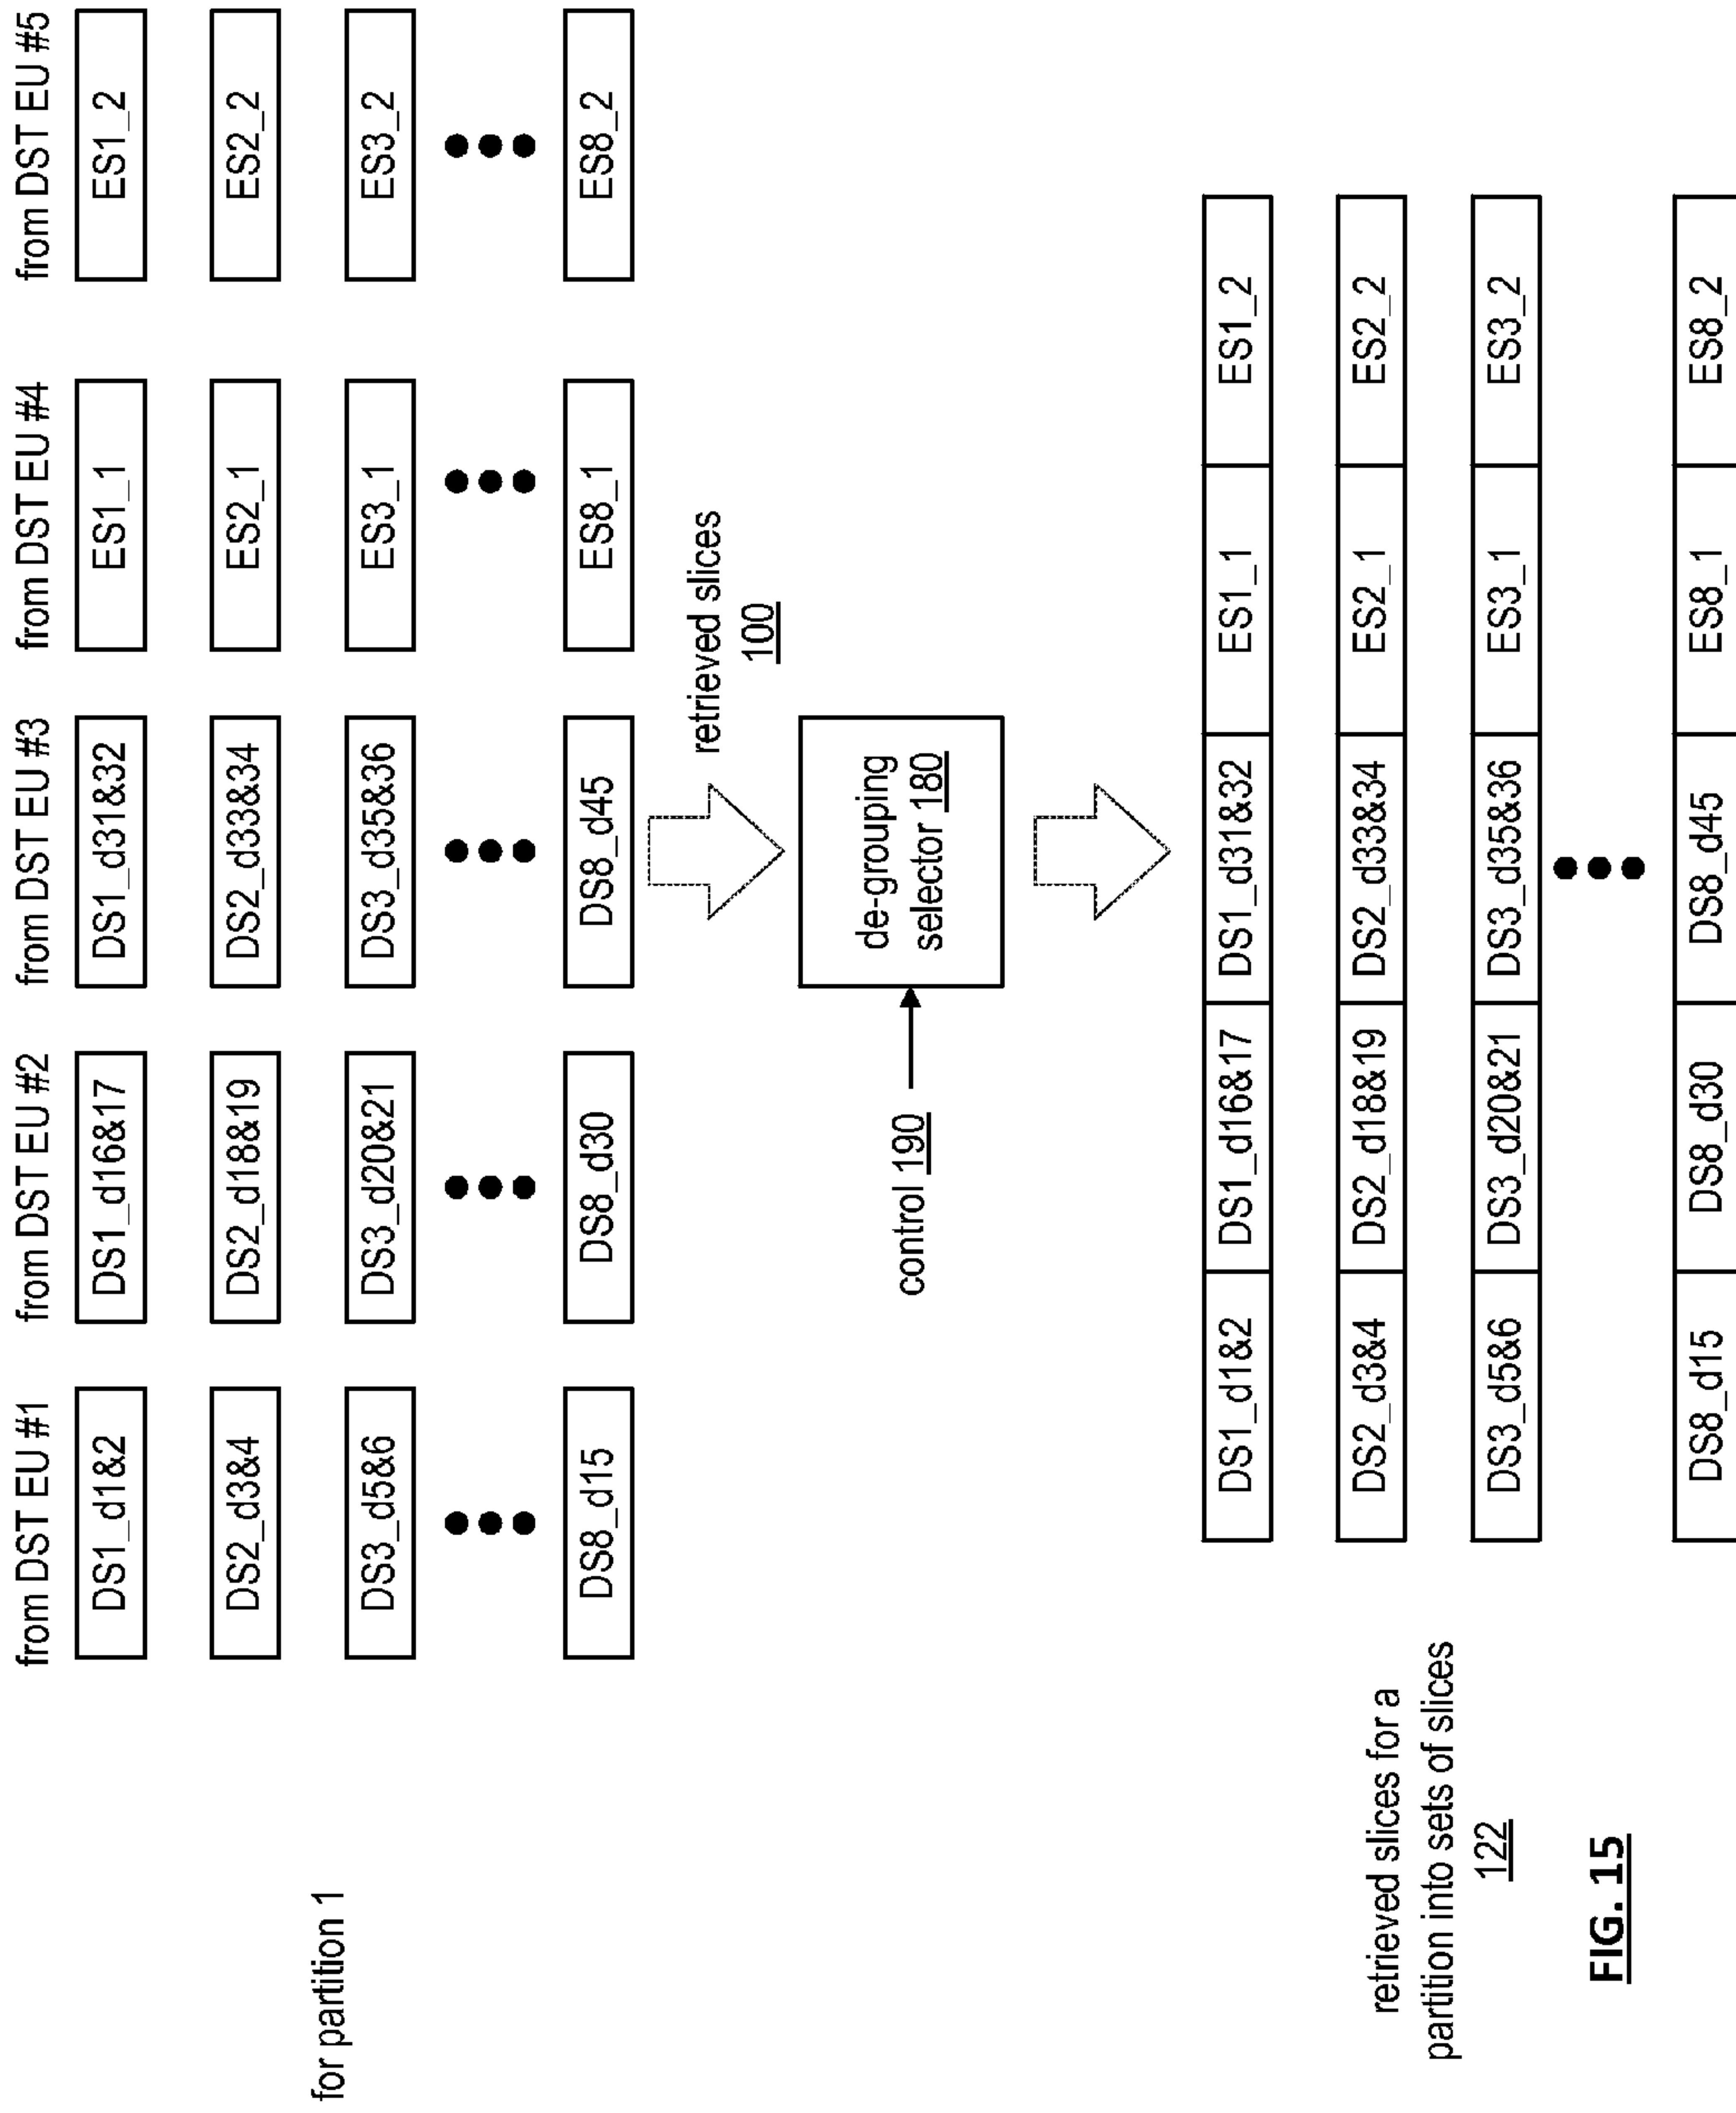 from DST EU #1
from DST EU #2
from DST EU #3
from DST EU #4
from DST EU #5
DS1_d1&2
DS1_d16&17
DS1_d31&32
ES1_1
ES1_2
DS2_d3&4
DS2_d18&19
DS2_d33&34
ES2_1
ES2_2
for partition 1
DS3_d5&6
DS3_d20&21
DS3_d35&36
ES3_1
ES3_2
DS8_d15
DS8_d30
DS8_d45
ES8_1
ES8_2
retrieved slices
100
control 190
de-grouping
selector 180
DS1_d1&2
DS1_d16&17
DS1_d31&32
ES1_1
ES1_2
retrieved slices for a
partition into sets of slices
122
DS2_d3&4
DS2_d18&19
DS2_d33&34
ES2_1
ES2_2
DS3_d5&6
DS3_d20&21
DS3_d35&36
ES3_1
ES3_2
DS8_d15
DS8_d30
DS8_d45
ES8_1
ES8_2
FIG. 15